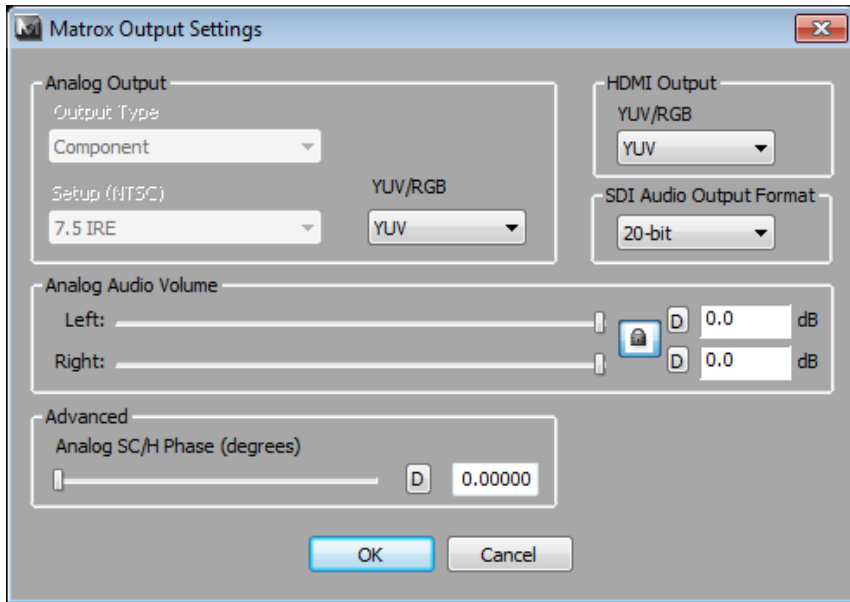 Matrox Output Settings
Analog Output
Output Type
Component
Setup (NTSC)
7.5 IRE
YUV/RGB
YUV
HDMI Output
YUV/RGB
YUV
SDI Audio Output Format
20-bit
Analog Audio Volume
Left:
D
0.0
dB
Right:
D
0.0
dB
Advanced
Analog SC/H Phase (degrees)
D
0.00000
OK
Cancel